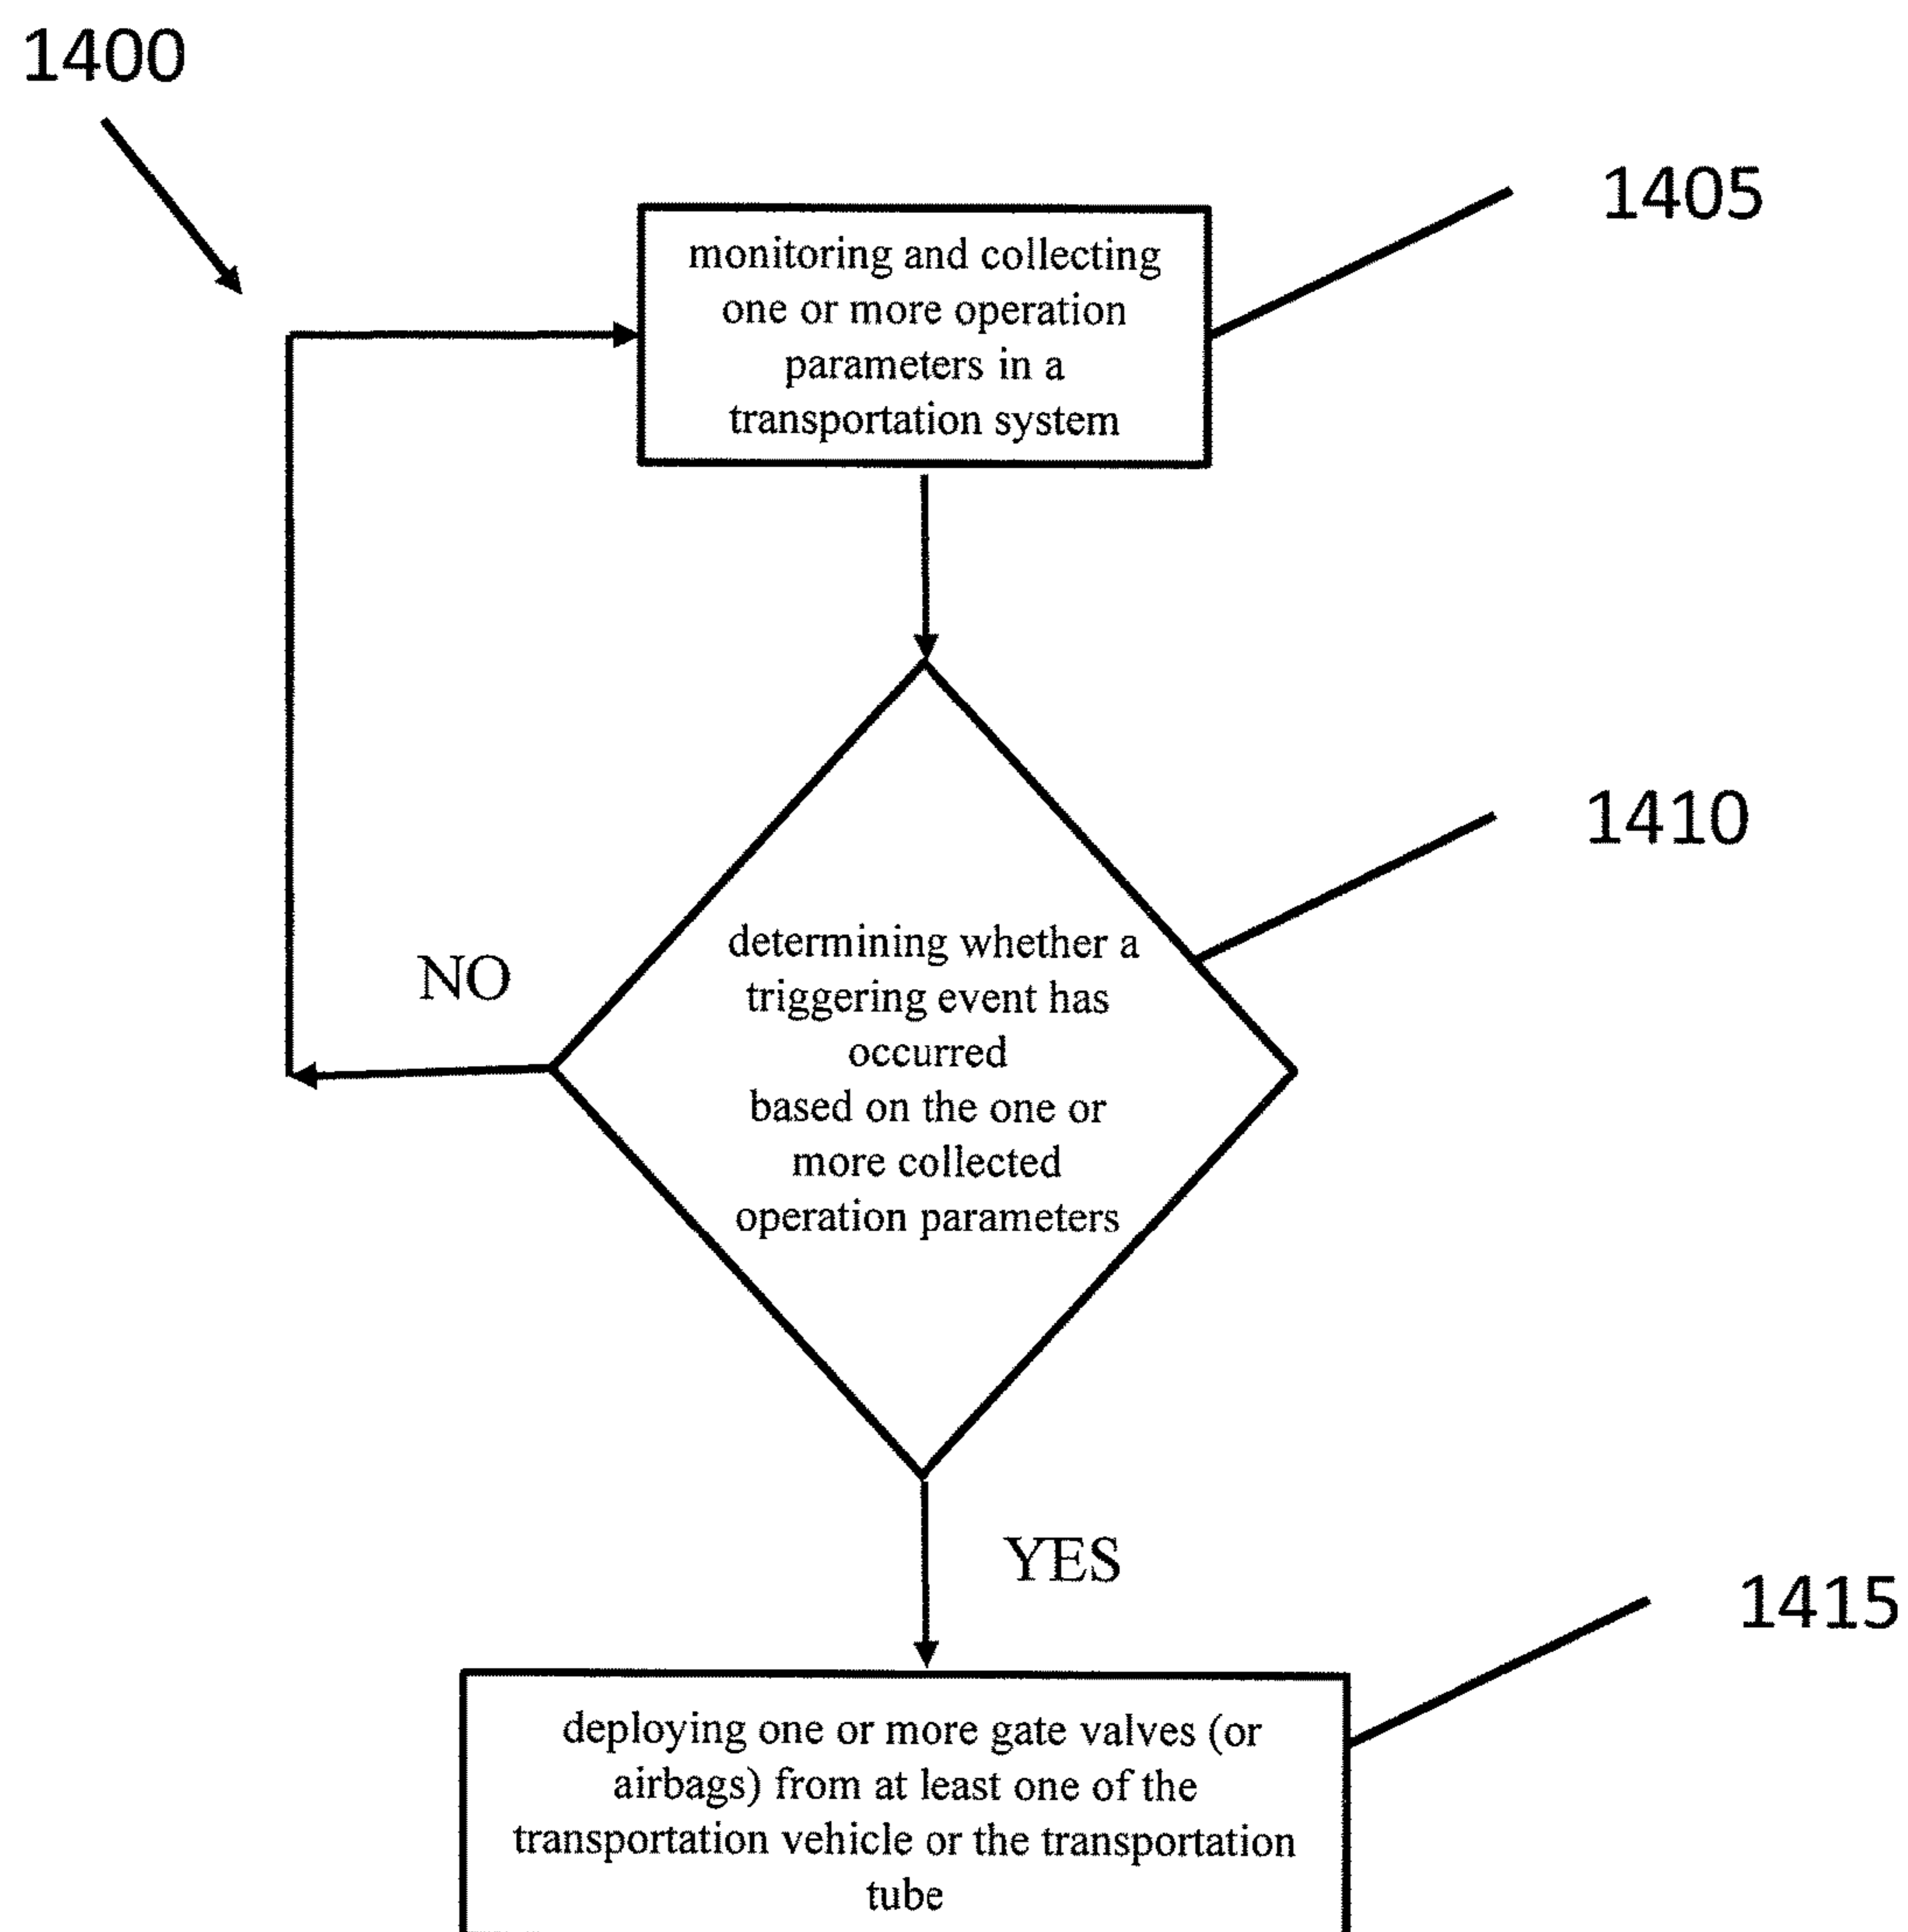 1400
1405
monitoring and collecting
one or more operation
parameters in a
transportation system
1410
determining whether a
triggering event has
occurred
based on the one or
more collected
operation parameters
NO
YES
1415
deploying one or more gate valves (or
airbags) from at least one of the
transportation vehicle or the transportation
tube